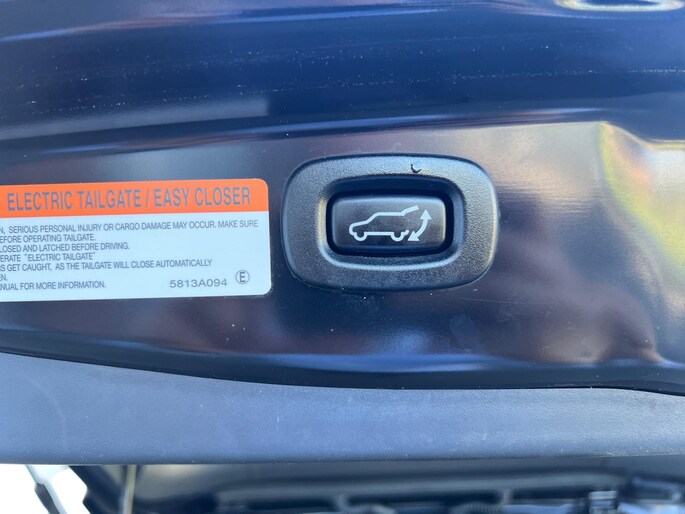 ELECTRIC TAILGATE / EASY CLOSER
N, SERIOUS PERSONAL INJURY OR CARGO DAMAGE MAY OCCUR. MAKE SURE
EFORE OPERATING TAILGATE.
LOSED AND LATCHED BEFORE DRIVING.
ERATE "ELECTRIC TAILGATE"
S GET CAUGHT, AS THE TAILGATE WILL CLOSE AUTOMATICALLY
EN.
NUAL FOR MORE INFORMATION.
5813A094 E